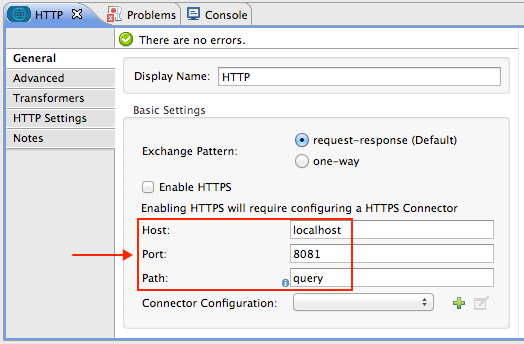 HTTP Problems Console
There are no errors.
General
Advanced
Transformers
HTTP Settings
Notes
Display Name: HTTP
Basic Settings
Exchange Pattern: request-response (Default)
one-way
Enable HTTPS
Enabling HTTPS will require configuring a HTTPS Connector
Host: localhost
Port: 8081
Path: query
Connector Configuration: